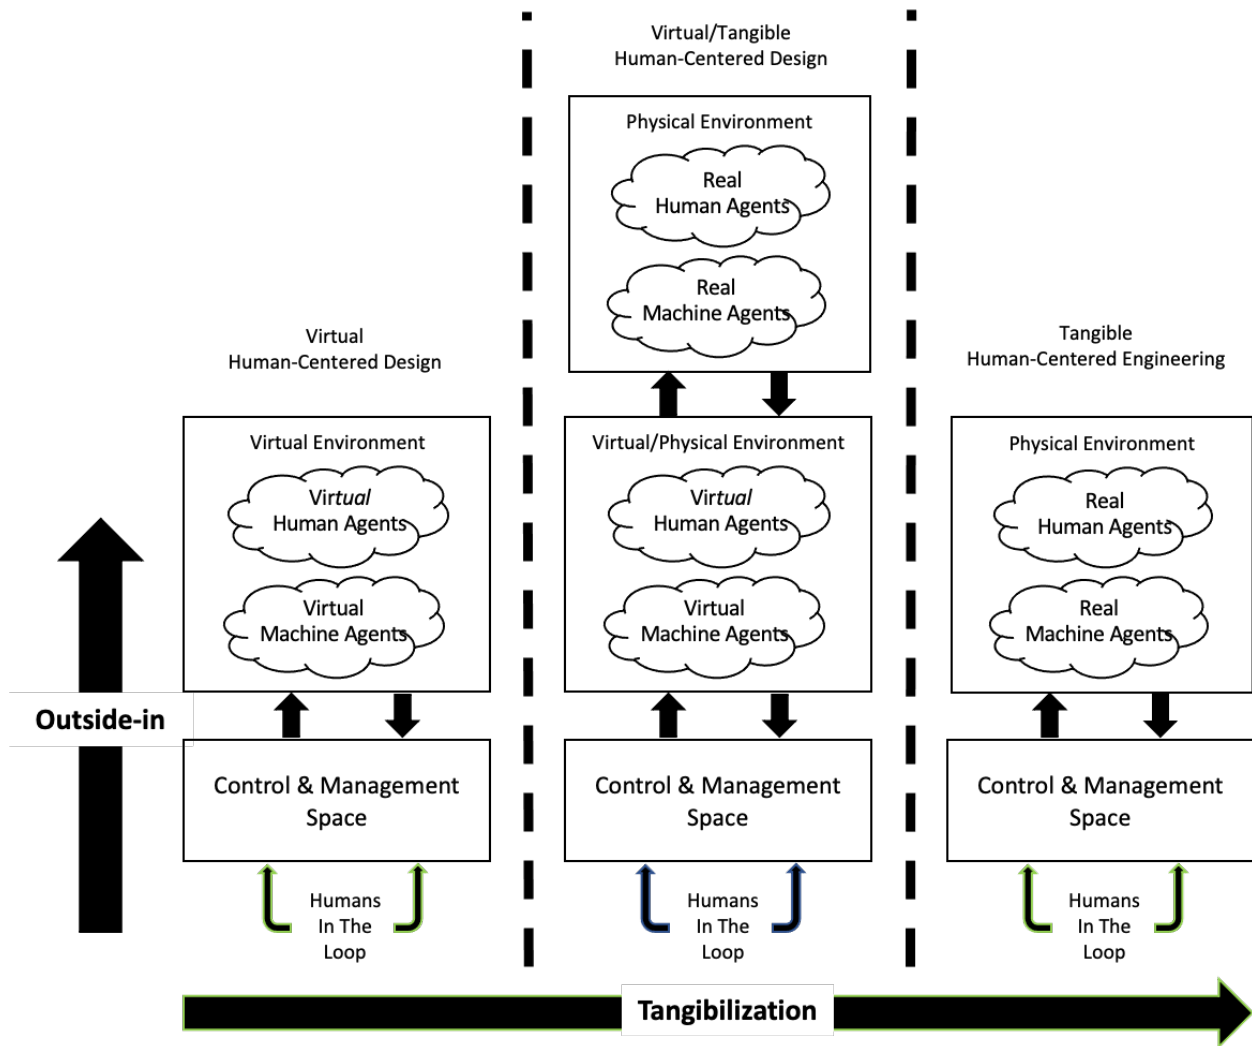 Virtual/Tangible
Human-Centered Design
Physical Environment
Real
Human Agents
Real
Machine Agents
Virtual
Human-Centered Design
Tangible
Human-Centered Engineering
Virtual Environment
Virtual
Human Agents
Virtual
Machine Agents
Virtual/Physical Environment
Virtual
Human Agents
Virtual
Machine Agents
Physical Environment
Real
Human Agents
Real
Machine Agents
Outside-in
Control & Management
Space
Control & Management
Space
Control & Management
Space
Humans
In The
Loop
Humans
In The
Loop
Humans
In The
Loop
Tangibilization